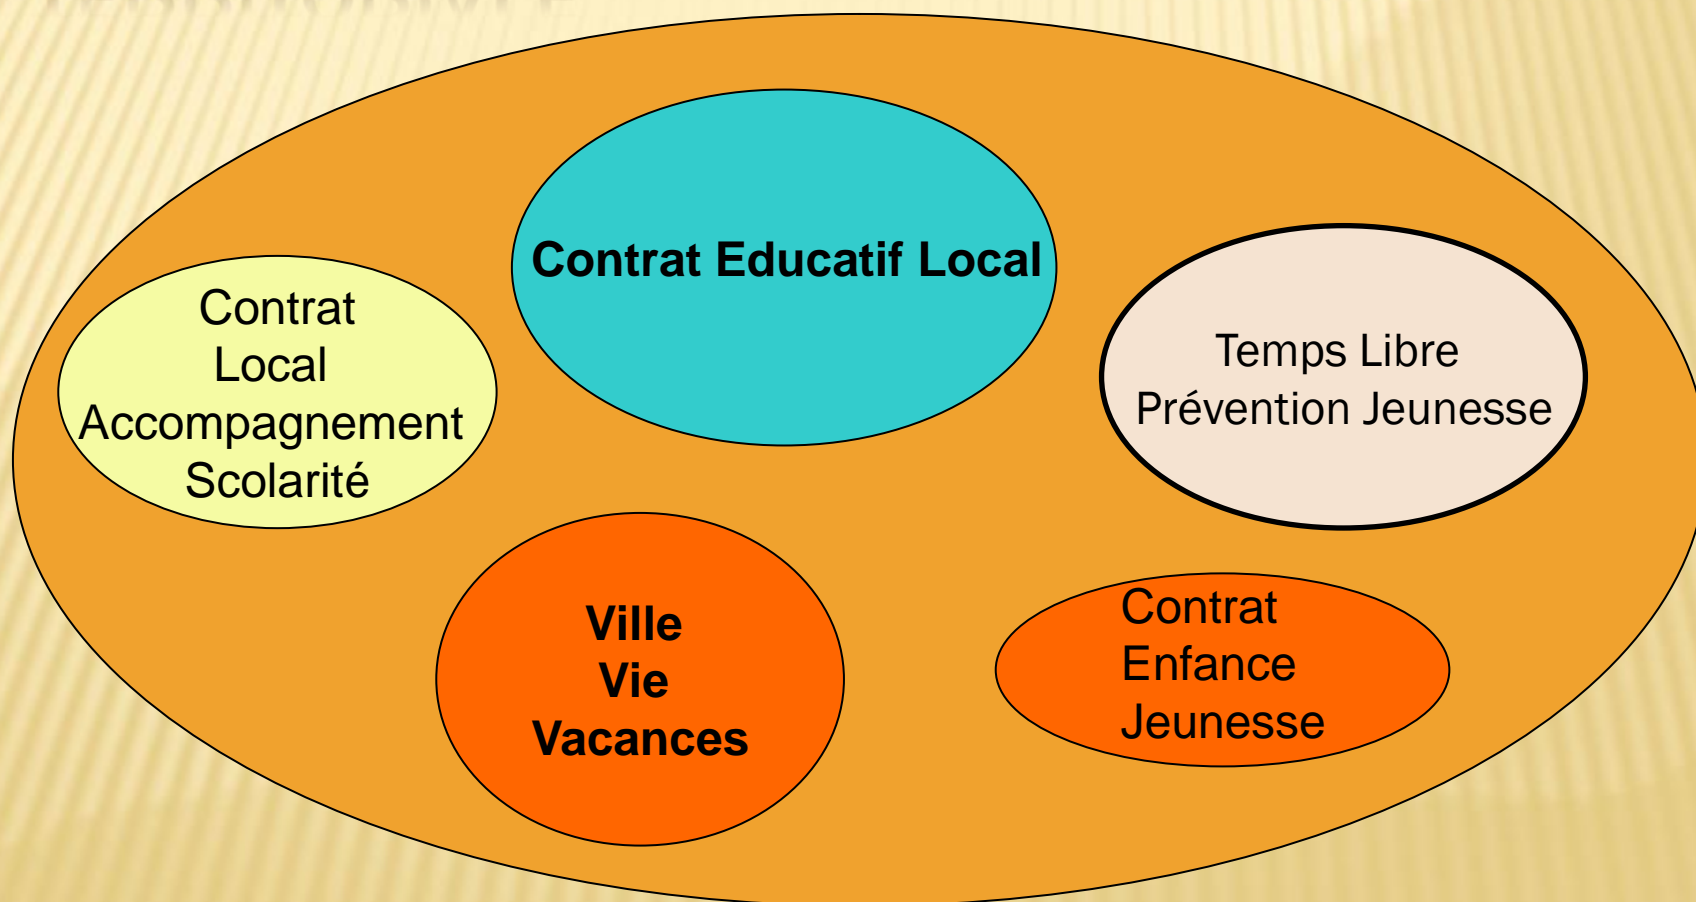 Contrat Educatif Local
Contrat
Local
Accompagnement
Scolarité
Temps Libre
Prévention Jeunesse
Ville
Vie
Vacances
Contrat
Enfance
Jeunesse